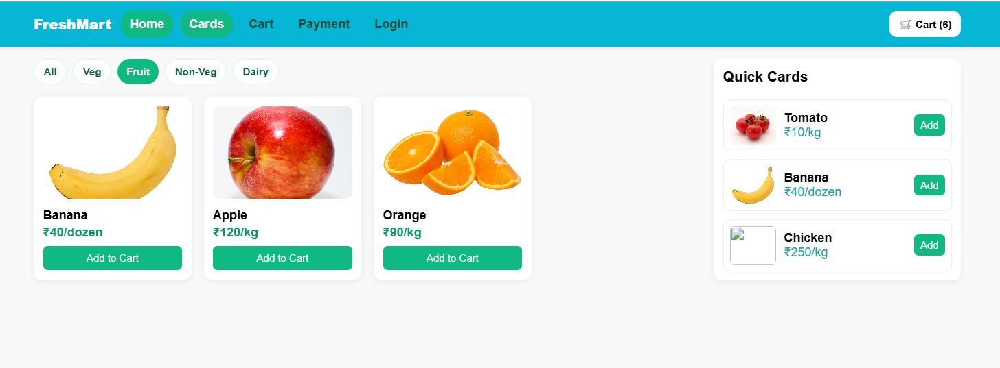 FreshMart Home Cards Cart Payment Login 🛒 Cart (6)
All Veg Fruit Non-Veg Dairy
Banana
₹40/dozen
Add to Cart
Apple
₹120/kg
Add to Cart
Orange
₹90/kg
Add to Cart
Quick Cards
Tomato
₹10/kg
Add
Banana
₹40/dozen
Add
Chicken
₹250/kg
Add